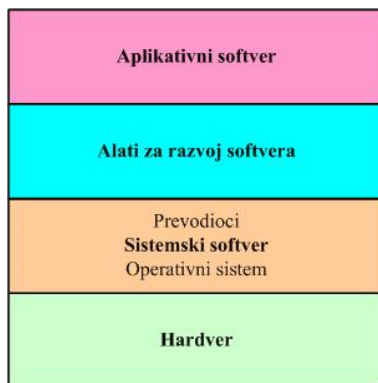 Aplikativni softver
Alati za razvoj softvera
Prevodioci
Sistemski softver
Operativni sistem
Hardver